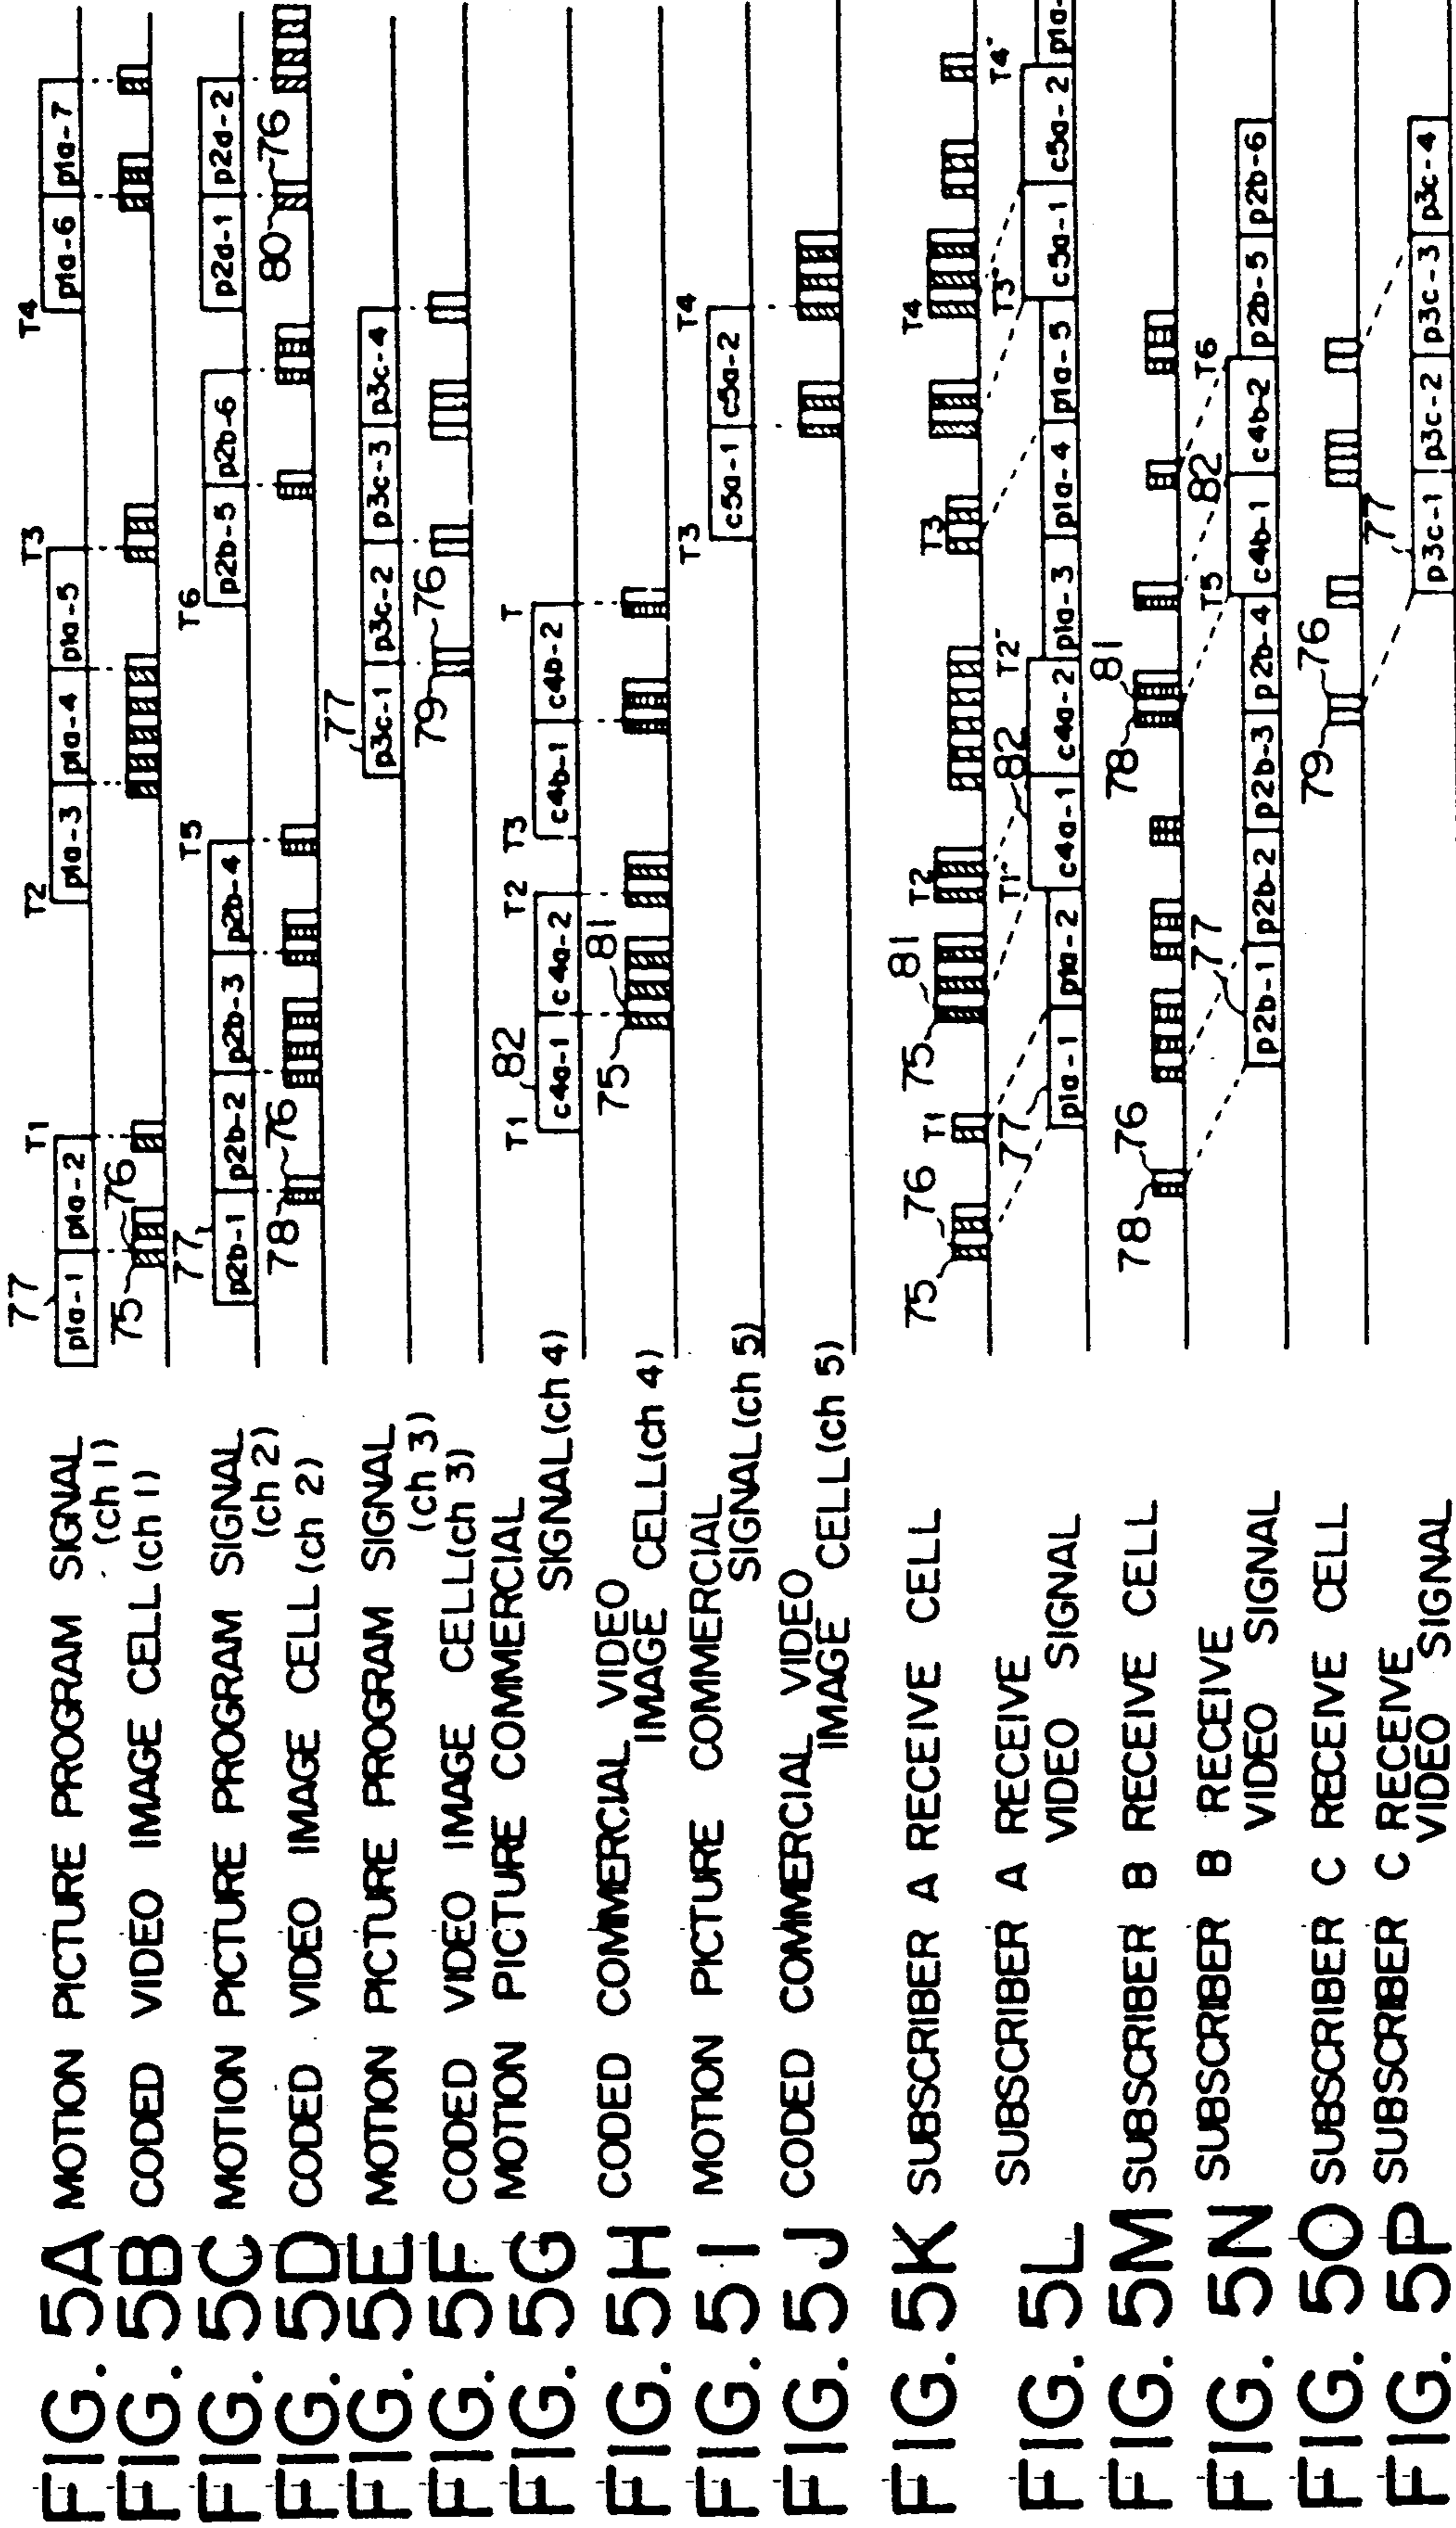 FIG. 5A MOTION PICTURE PROGRAM SIGNAL (ch 1)
77
p1a-1 p1a-2 T1 T2 p1a-3 p1a-4 p1a-5 T3 T4 p1a-6 p1a-7
FIG. 5B CODED VIDEO IMAGE CELL (ch 1)
75 76
FIG. 5C MOTION PICTURE PROGRAM SIGNAL (ch 2)
77
p2b-1 p2b-2 p2b-3 p2b-4 T5 T6 p2b-5 p2b-6 p2d-1 p2d-2
FIG. 5D CODED VIDEO IMAGE CELL (ch 2)
78 76 80 76
FIG. 5E MOTION PICTURE PROGRAM SIGNAL (ch 3)
77
p3c-1 p3c-2 p3c-3 p3c-4
FIG. 5F CODED VIDEO IMAGE CELL (ch 3)
79 76
FIG. 5G MOTION PICTURE COMMERCIAL SIGNAL (ch 4)
T1 82 T2 T3 T
c4a-1 c4a-2 c4b-1 c4b-2
FIG. 5H CODED COMMERCIAL VIDEO IMAGE CELL (ch 4)
75 81
FIG. 5I MOTION PICTURE COMMERCIAL SIGNAL (ch 5)
T3 c5a-1 c5a-2 T4
FIG. 5J CODED COMMERCIAL VIDEO IMAGE CELL (ch 5)
FIG. 5K SUBSCRIBER A RECEIVE CELL
75 76 T1 75 81 T2 T3 T4
FIG. 5L SUBSCRIBER A RECEIVE VIDEO SIGNAL
77 T1' 82 T2' T3' T4'
p1a-1 p1a-2 c4a-1 c4a-2 p1a-3 p1a-4 p1a-5 c5a-1 c5a-2 p1a-
FIG. 5M SUBSCRIBER B RECEIVE CELL
78 76 78 81
FIG. 5N SUBSCRIBER B RECEIVE VIDEO SIGNAL
77 T5 82 T6
p2b-1 p2b-2 p2b-3 p2b-4 c4b-1 c4b-2 p2b-5 p2b-6
FIG. 5O SUBSCRIBER C RECEIVE CELL
79 76
FIG. 5P SUBSCRIBER C RECEIVE VIDEO SIGNAL
77
p3c-1 p3c-2 p3c-3 p3c-4